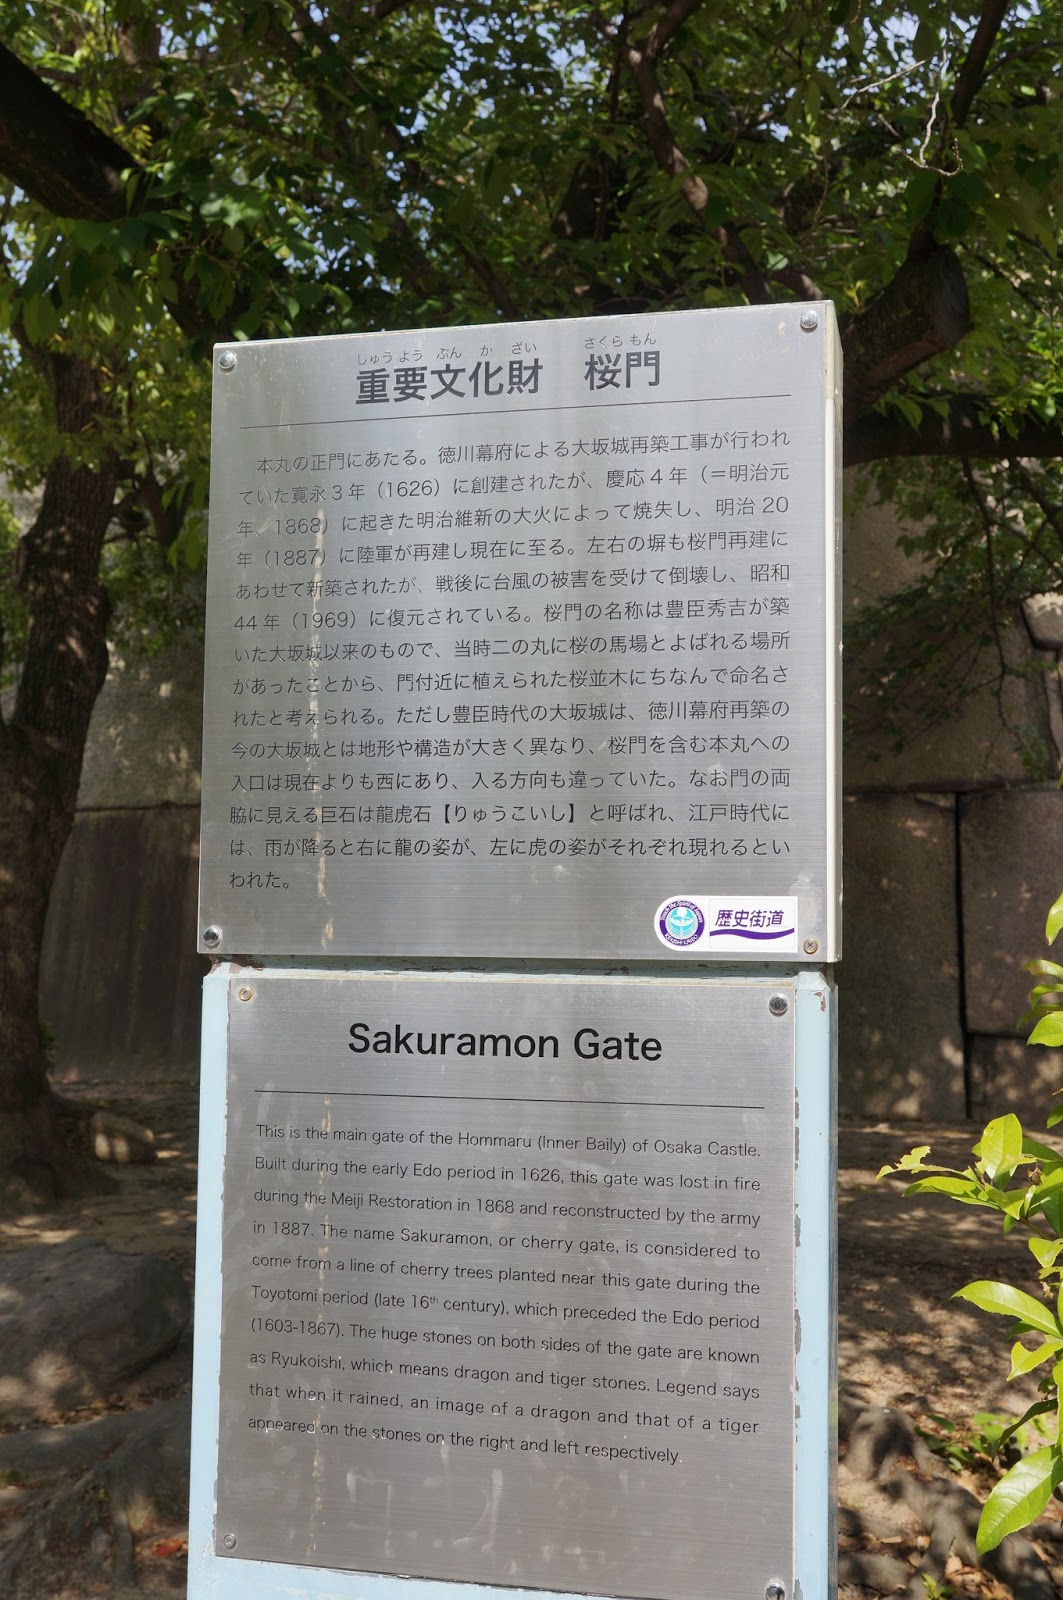 じゅう よう ぶん か ざい さくら もん
重要文化財 桜門
本丸の正門にあたる。徳川幕府による大坂城再築工事が行われ
ていた寛永３年（1626）に創建されたが、慶応４年（＝明治元
年、1868）に起きた明治維新の大火によって焼失し、明治 20
年（1887）に陸軍が再建し現在に至る。左右の塀も桜門再建に
あわせて新築されたが、戦後に台風の被害を受けて倒壊し、昭和
44 年（1969）に復元されている。桜門の名称は豊臣秀吉が築
いた大坂城以来のもので、当時二の丸に桜の馬場とよばれる場所
があったことから、門付近に植えられた桜並木にちなんで命名さ
れたと考えられる。ただし豊臣時代の大坂城は、徳川幕府再築の
今の大坂城とは地形や構造が大きく異なり、桜門を含む本丸への
入口は現在よりも西にあり、入る方向も違っていた。なお門の両
脇に見える巨石は龍虎石【りゅうこいし】と呼ばれ、江戸時代に
は、雨が降ると右に龍の姿が、左に虎の姿がそれぞれ現れるとい
われた。
歴史街道
Sakuramon Gate
This is the main gate of the Hommaru (Inner Baily) of Osaka Castle.
Built during the early Edo period in 1626, this gate was lost in fire
during the Meiji Restoration in 1868 and reconstructed by the army
in 1887. The name Sakuramon, or cherry gate, is considered to
come from a line of cherry trees planted near this gate during the
Toyotomi period (late 16th century), which preceded the Edo period
(1603-1867). The huge stones on both sides of the gate are known
as Ryukoishi, which means dragon and tiger stones. Legend says
that when it rained, an image of a dragon and that of a tiger
appeared on the stones on the right and left respectively.